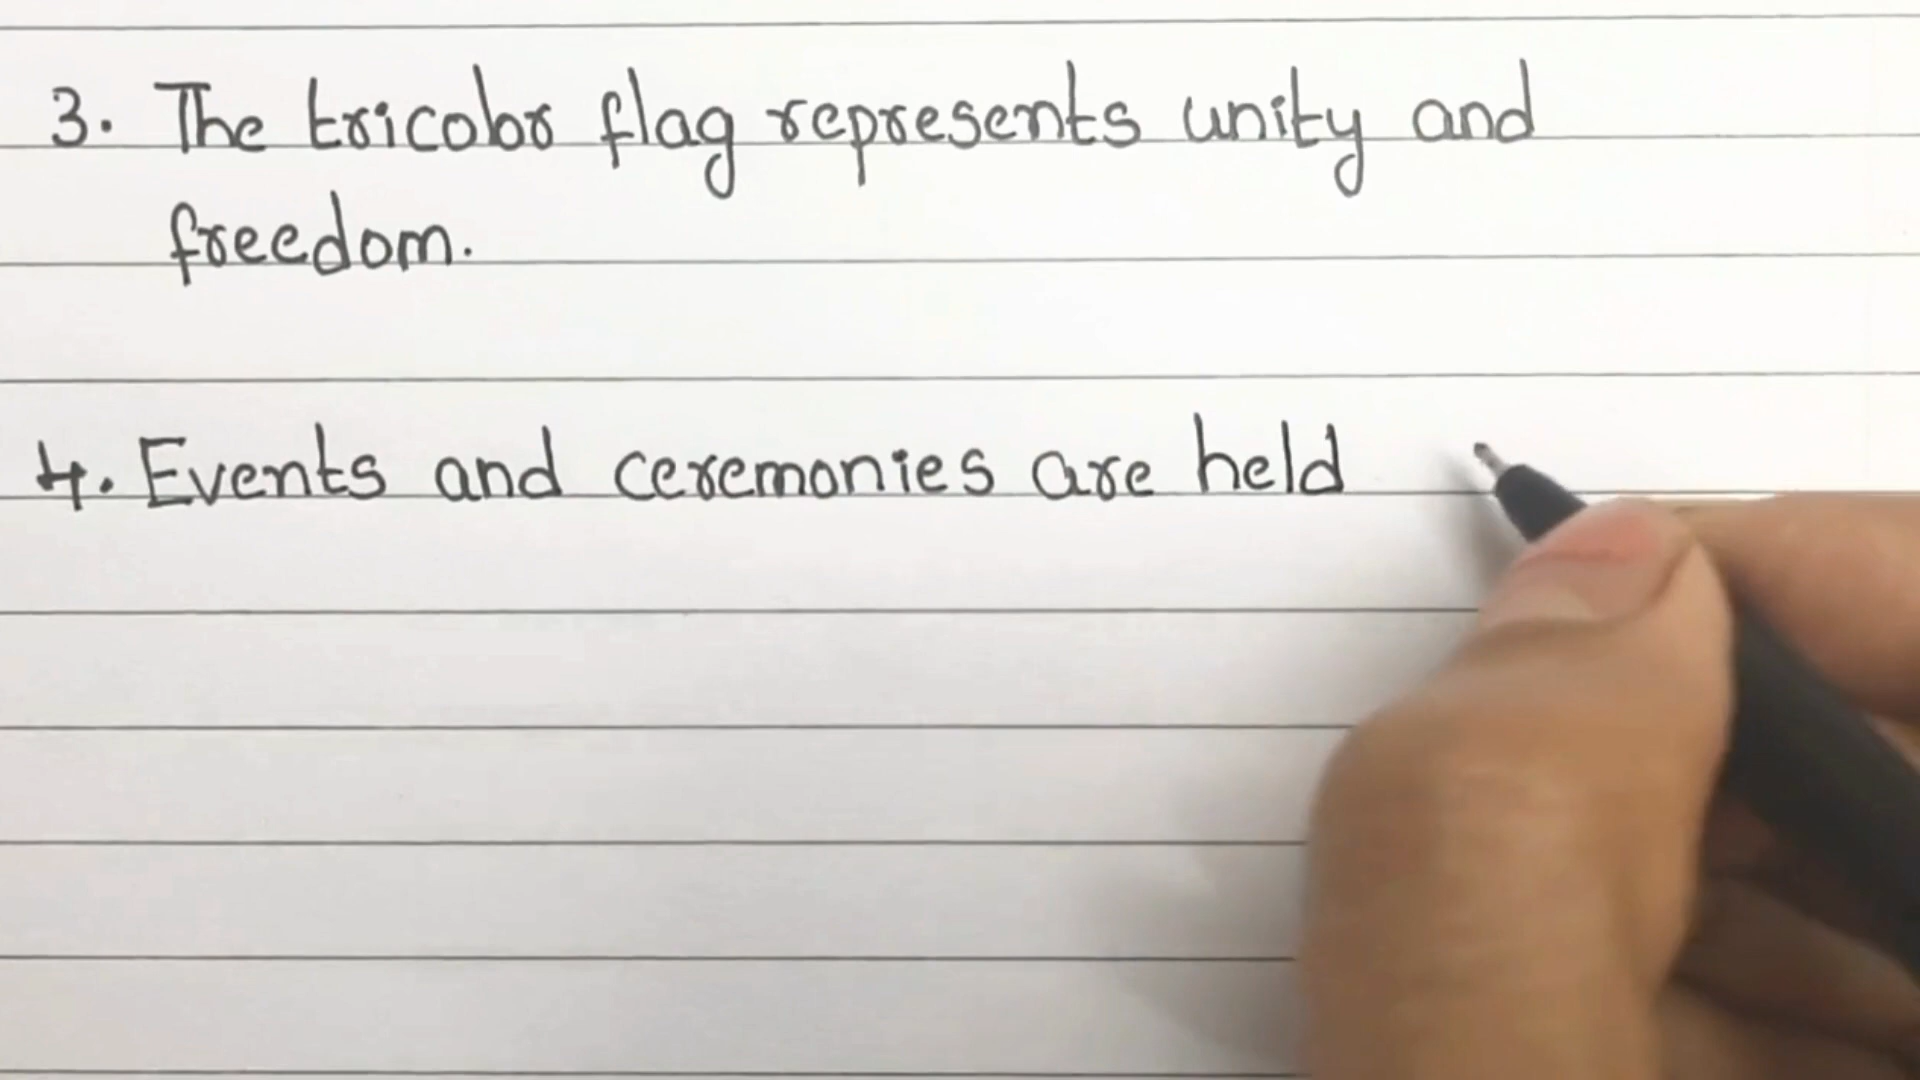 3. The tricolor flag represents unity and
freedom.
4. Events and ceremonies are held